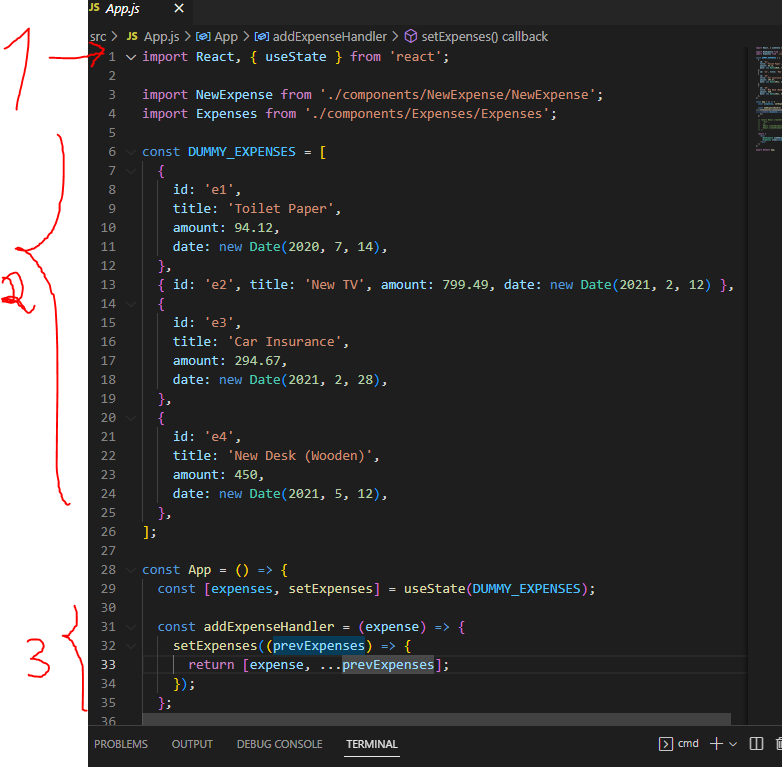 JS App.js ×
src > JS App.js > App > addExpenseHandler > setExpenses() callback
1 import React, { useState } from 'react';
2
3 import NewExpense from './components/NewExpense/NewExpense';
4 import Expenses from './components/Expenses/Expenses';
5
6 const DUMMY_EXPENSES = [
7 {
8 id: 'e1',
9 title: 'Toilet Paper',
10 amount: 94.12,
11 date: new Date(2020, 7, 14),
12 },
13 { id: 'e2', title: 'New TV', amount: 799.49, date: new Date(2021, 2, 12) },
14 {
15 id: 'e3',
16 title: 'Car Insurance',
17 amount: 294.67,
18 date: new Date(2021, 2, 28),
19 },
20 {
21 id: 'e4',
22 title: 'New Desk (Wooden)',
23 amount: 450,
24 date: new Date(2021, 5, 12),
25 },
26 ];
27
28 const App = () => {
29 const [expenses, setExpenses] = useState(DUMMY_EXPENSES);
30
31 const addExpenseHandler = (expense) => {
32 setExpenses((prevExpenses) => {
33 return [expense, ...prevExpenses];
34 });
35 };
36
PROBLEMS OUTPUT DEBUG CONSOLE TERMINAL cmd
1
2
3